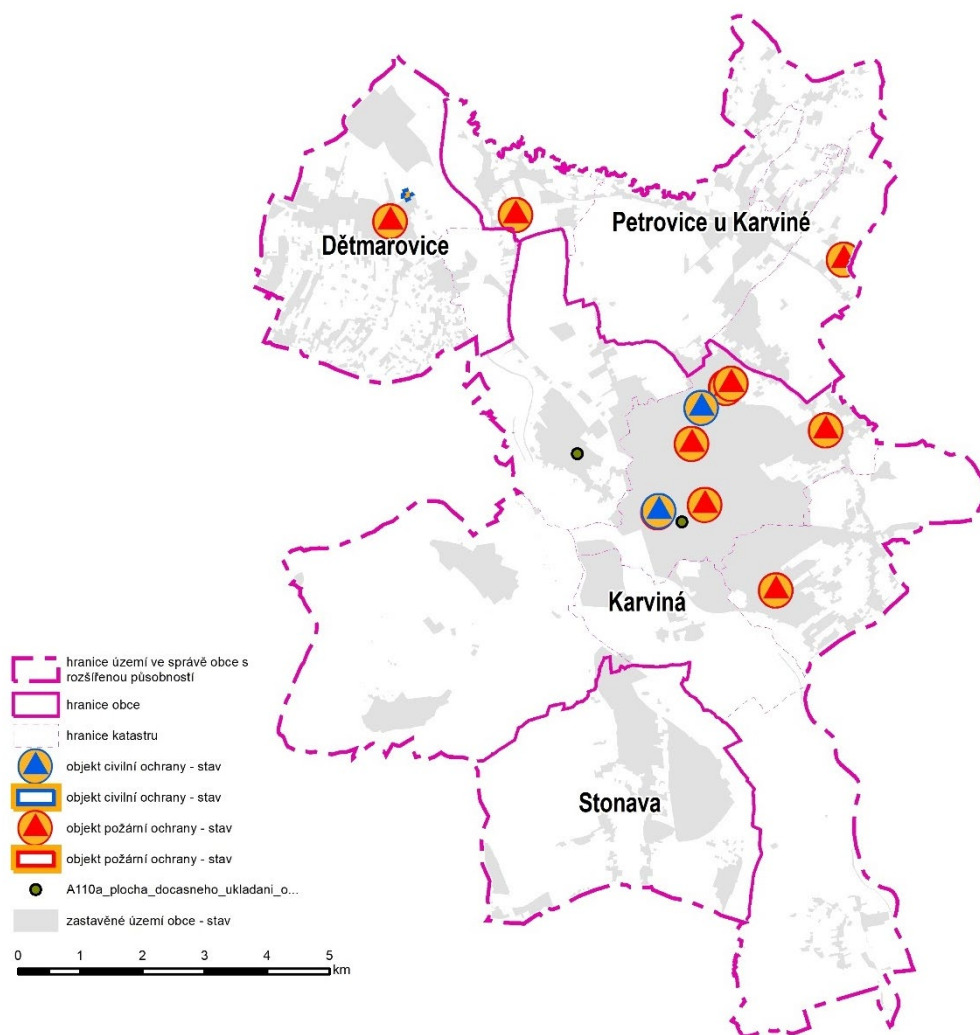 Petrovice u Karviné
Dětmarovice
Karviná
Stonava
hranice území ve správě obce s
rozšířenou působností
hranice obce
hranice katastru
objekt civilní ochrany - stav
objekt civilní ochrany - stav
objekt požární ochrany - stav
objekt požární ochrany - stav
A110a_plocha_docasneho_ukladani_o...
zastavěné území obce - stav
0 1 2 3 4 5
km